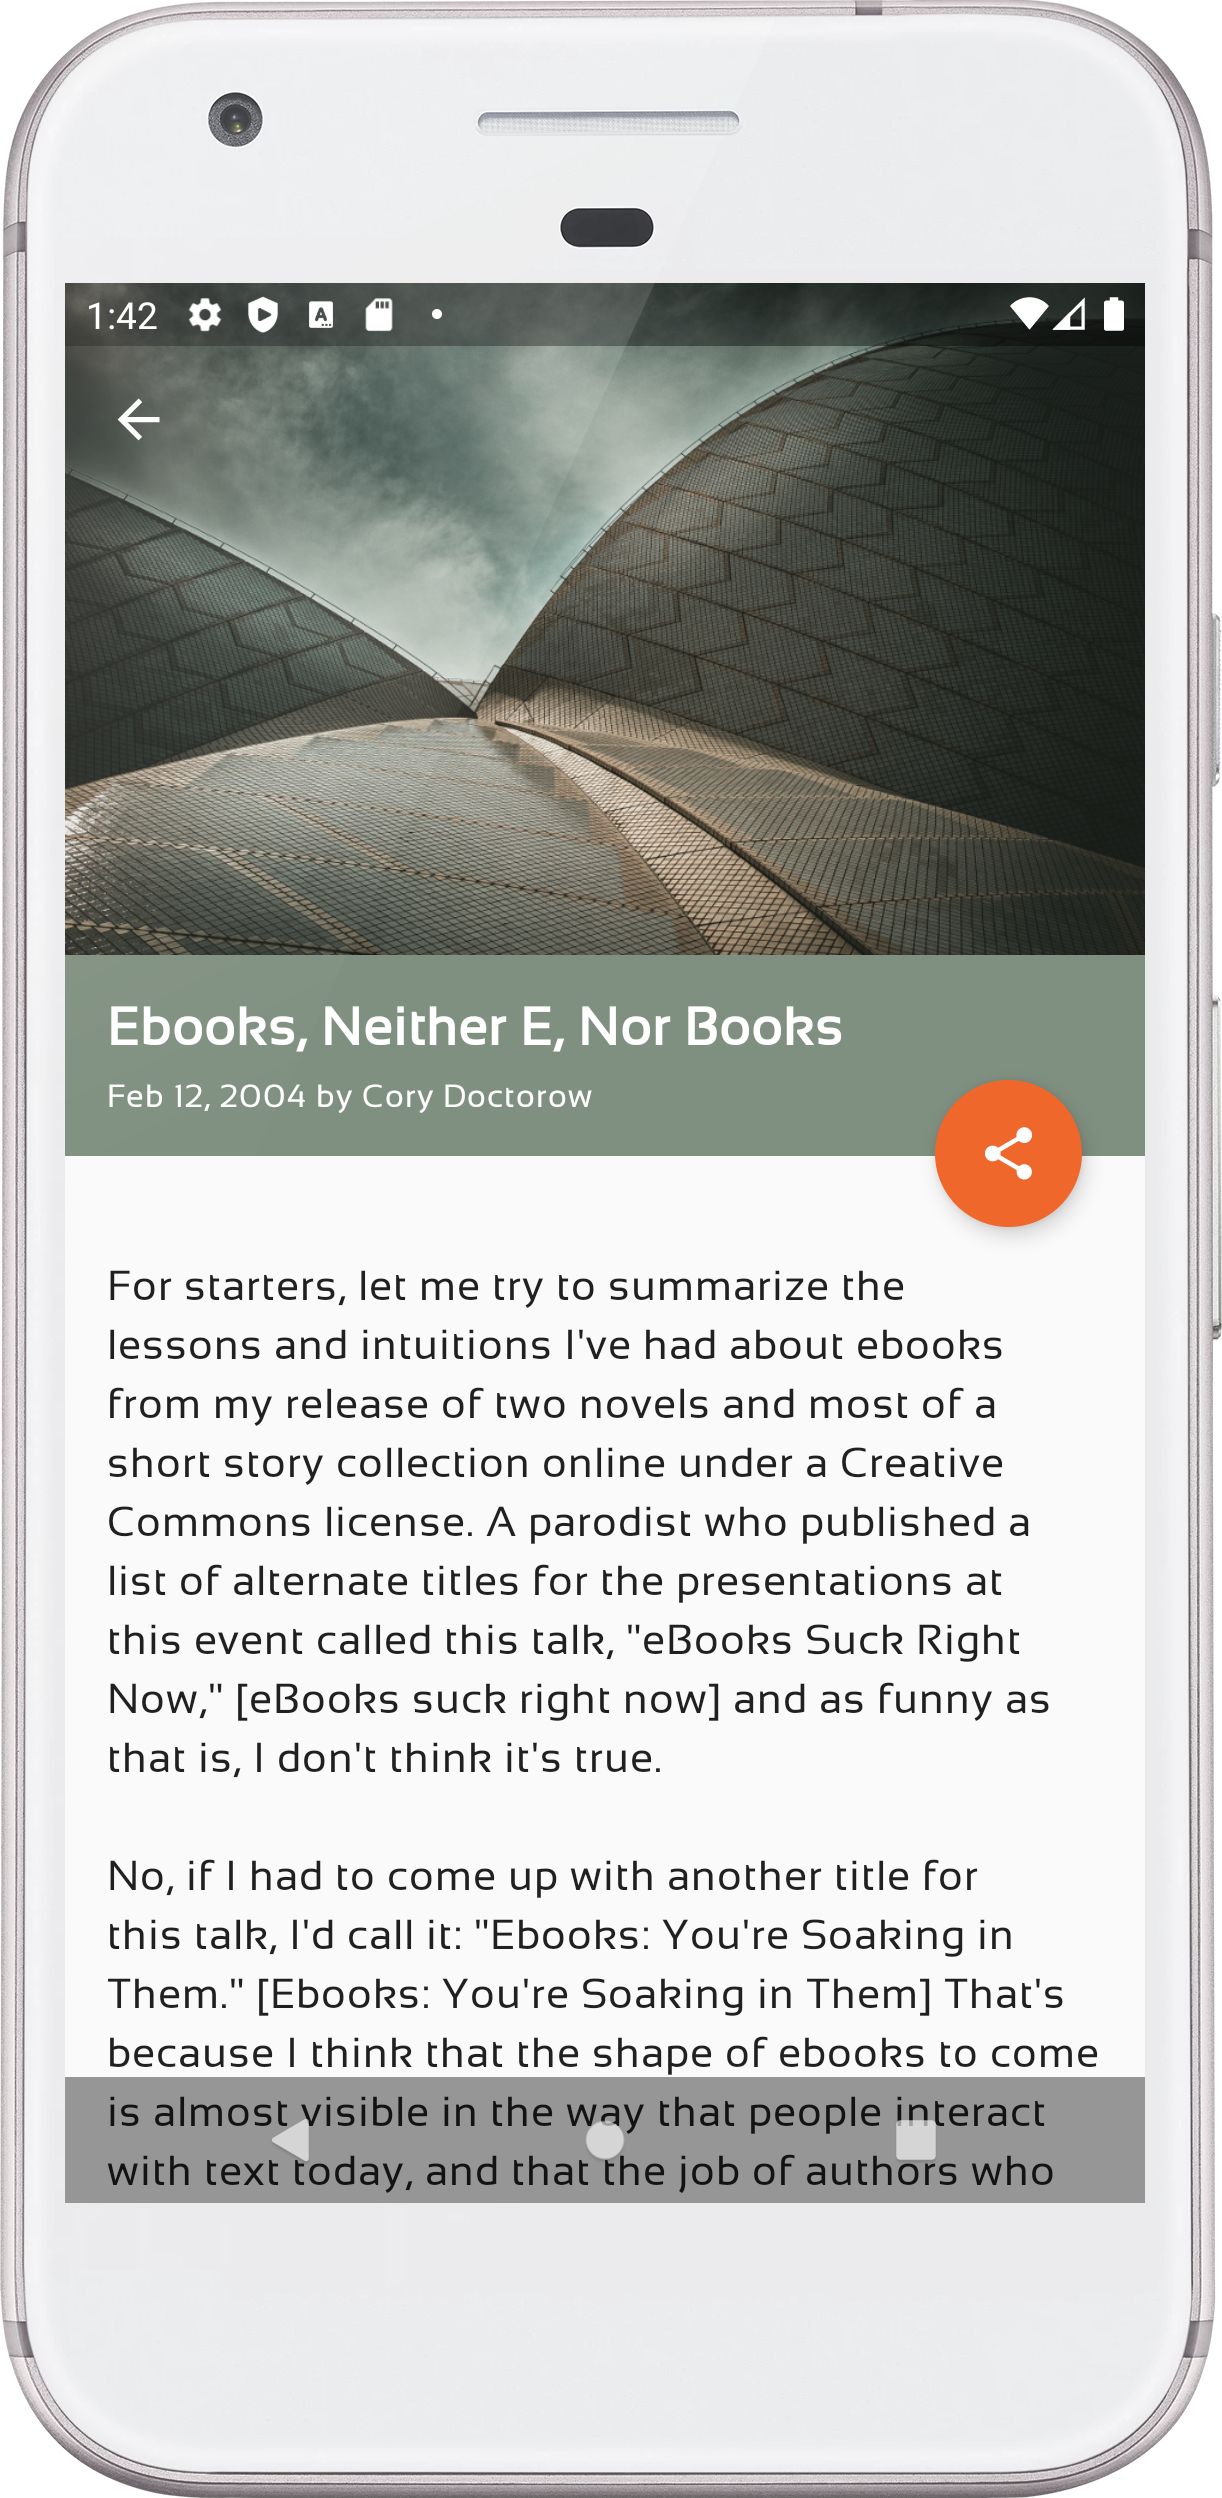 1:42
A
Ebooks, Neither E, Nor Books
Feb 12, 2004 by Cory Doctorow
For starters, let me try to summarize the
lessons and intuitions I've had about ebooks
from my release of two novels and most of a
short story collection online under a Creative
Commons license. A parodist who published a
list of alternate titles for the presentations at
this event called this talk, "eBooks Suck Right
Now," [eBooks suck right now] and as funny as
that is, I don't think it's true.
No, if I had to come up with another title for
this talk, I'd call it: "Ebooks: You're Soaking in
Them." [Ebooks: You're Soaking in Them] That's
because I think that the shape of ebooks to come
is almost visible in the way that people interact
with text today, and that the job of authors who